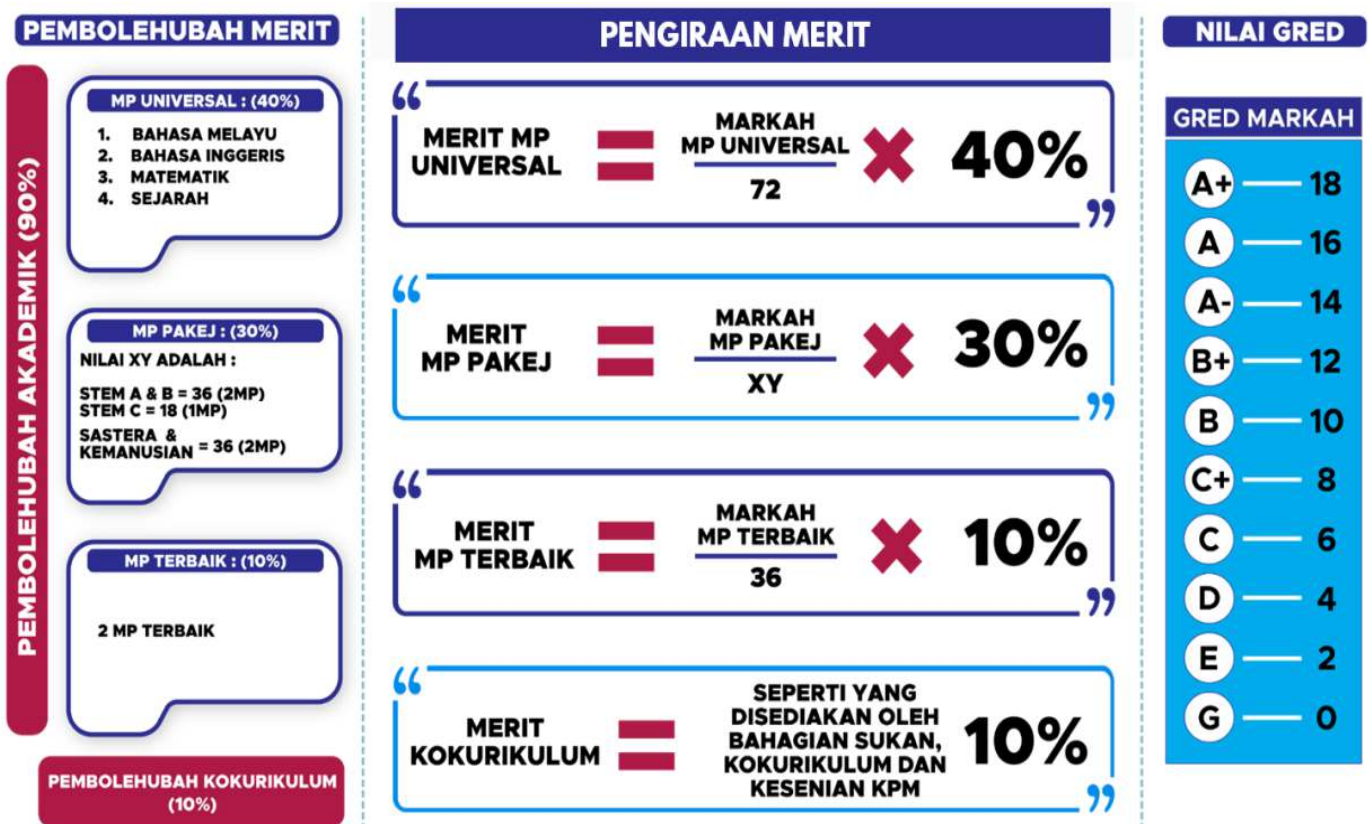 PEMBOLEHUBAH MERIT
PEMBOLEHUBAH AKADEMIK (90%)
MP UNIVERSAL : (40%)
1. BAHASA MELAYU
2. BAHASA INGGERIS
3. MATEMATIK
4. SEJARAH
MP PAKEJ : (30%)
NILAI XY ADALAH :
STEM A & B = 36 (2MP)
STEM C = 18 (1MP)
SASTERA &
KEMANUSIAN = 36 (2MP)
MP TERBAIK : (10%)
2 MP TERBAIK
PEMBOLEHUBAH KOKURIKULUM
(10%)
PENGIRAAN MERIT
“
MERIT MP
UNIVERSAL
=
MARKAH
MP UNIVERSAL
72
×
40%
”
“
MERIT
MP PAKEJ
=
MARKAH
MP PAKEJ
XY
×
30%
”
“
MERIT
MP TERBAIK
=
MARKAH
MP TERBAIK
36
×
10%
”
“
MERIT
KOKURIKULUM
=
SEPERTI YANG
DISEDIAKAN OLEH
BAHAGIAN SUKAN,
KOKURIKULUM DAN
KESENIAN KPM
10%
”
NILAI GRED
GRED MARKAH
A+ — 18
A — 16
A- — 14
B+ — 12
B — 10
C+ — 8
C — 6
D — 4
E — 2
G — 0